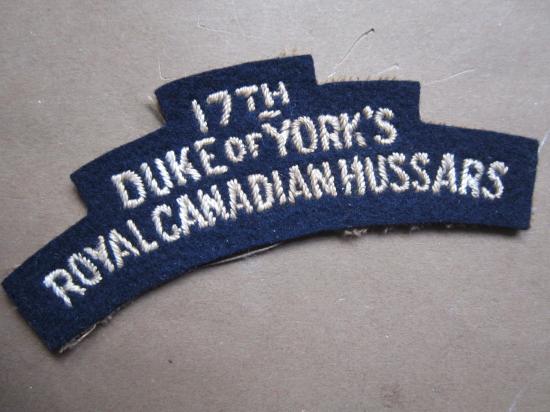 17TH
DUKE OF YORK'S
ROYAL CANADIAN HUSSARS